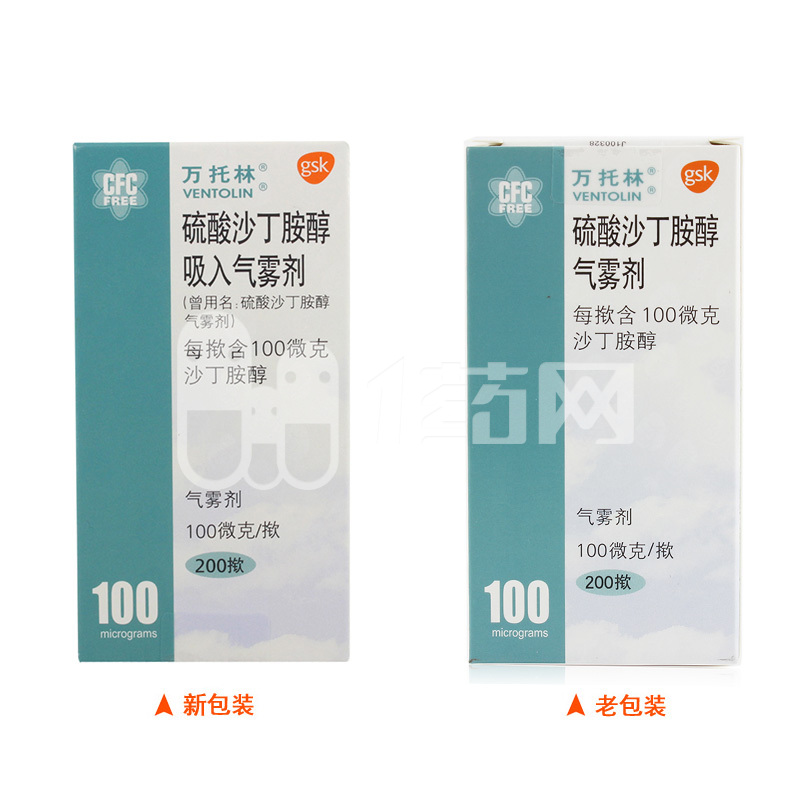 CFC
FREE
万托林®
VENTOLIN®
gsk
硫酸沙丁胺醇
吸入气雾剂
(曾用名:硫酸沙丁胺醇
气雾剂)
每揿含100微克
沙丁胺醇
气雾剂
100微克/揿
200揿
100
micrograms
新包装
J100328
CFC
FREE
万托林®
VENTOLIN®
gsk
硫酸沙丁胺醇
气雾剂
每揿含100微克
沙丁胺醇
气雾剂
100微克/揿
200揿
100
micrograms
老包装
药网